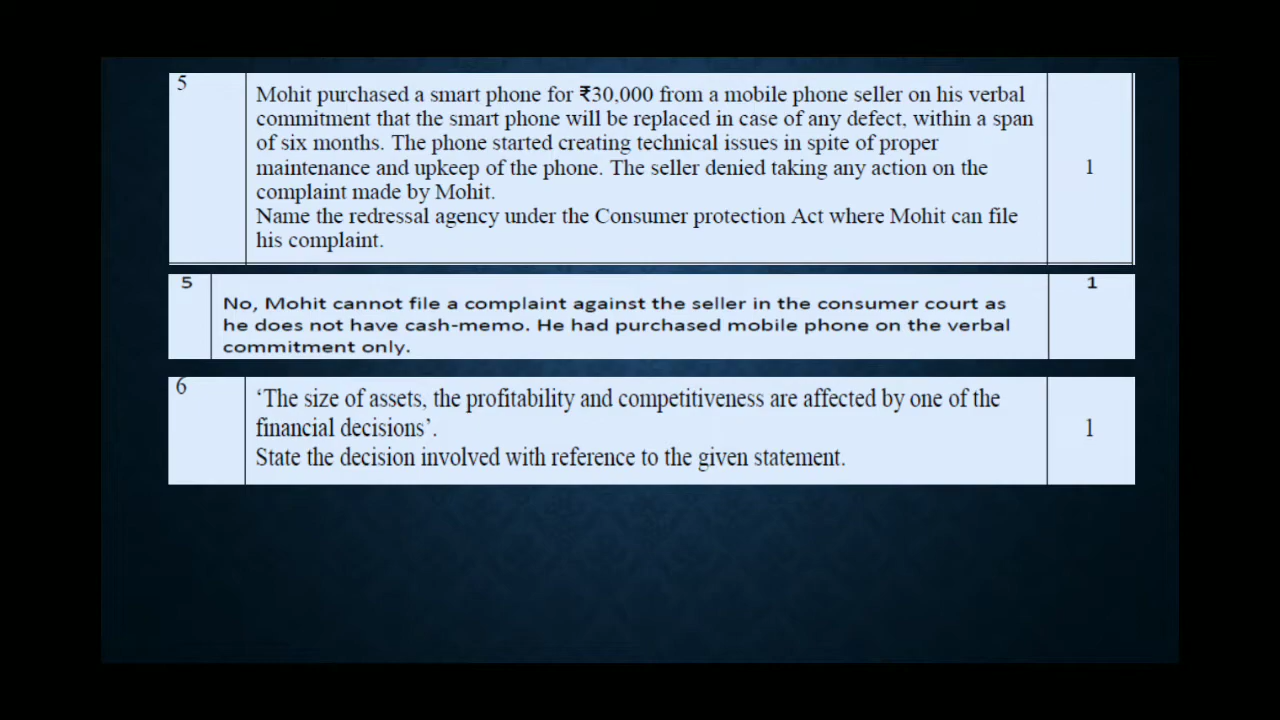 5
Mohit purchased a smart phone for ₹30,000 from a mobile phone seller on his verbal
commitment that the smart phone will be replaced in case of any defect, within a span
of six months. The phone started creating technical issues in spite of proper
maintenance and upkeep of the phone. The seller denied taking any action on the
complaint made by Mohit.
Name the redressal agency under the Consumer protection Act where Mohit can file
his complaint.
1
5
No, Mohit cannot file a complaint against the seller in the consumer court as
he does not have cash-memo. He had purchased mobile phone on the verbal
commitment only.
1
6
‘The size of assets, the profitability and competitiveness are affected by one of the
financial decisions’.
State the decision involved with reference to the given statement.
1